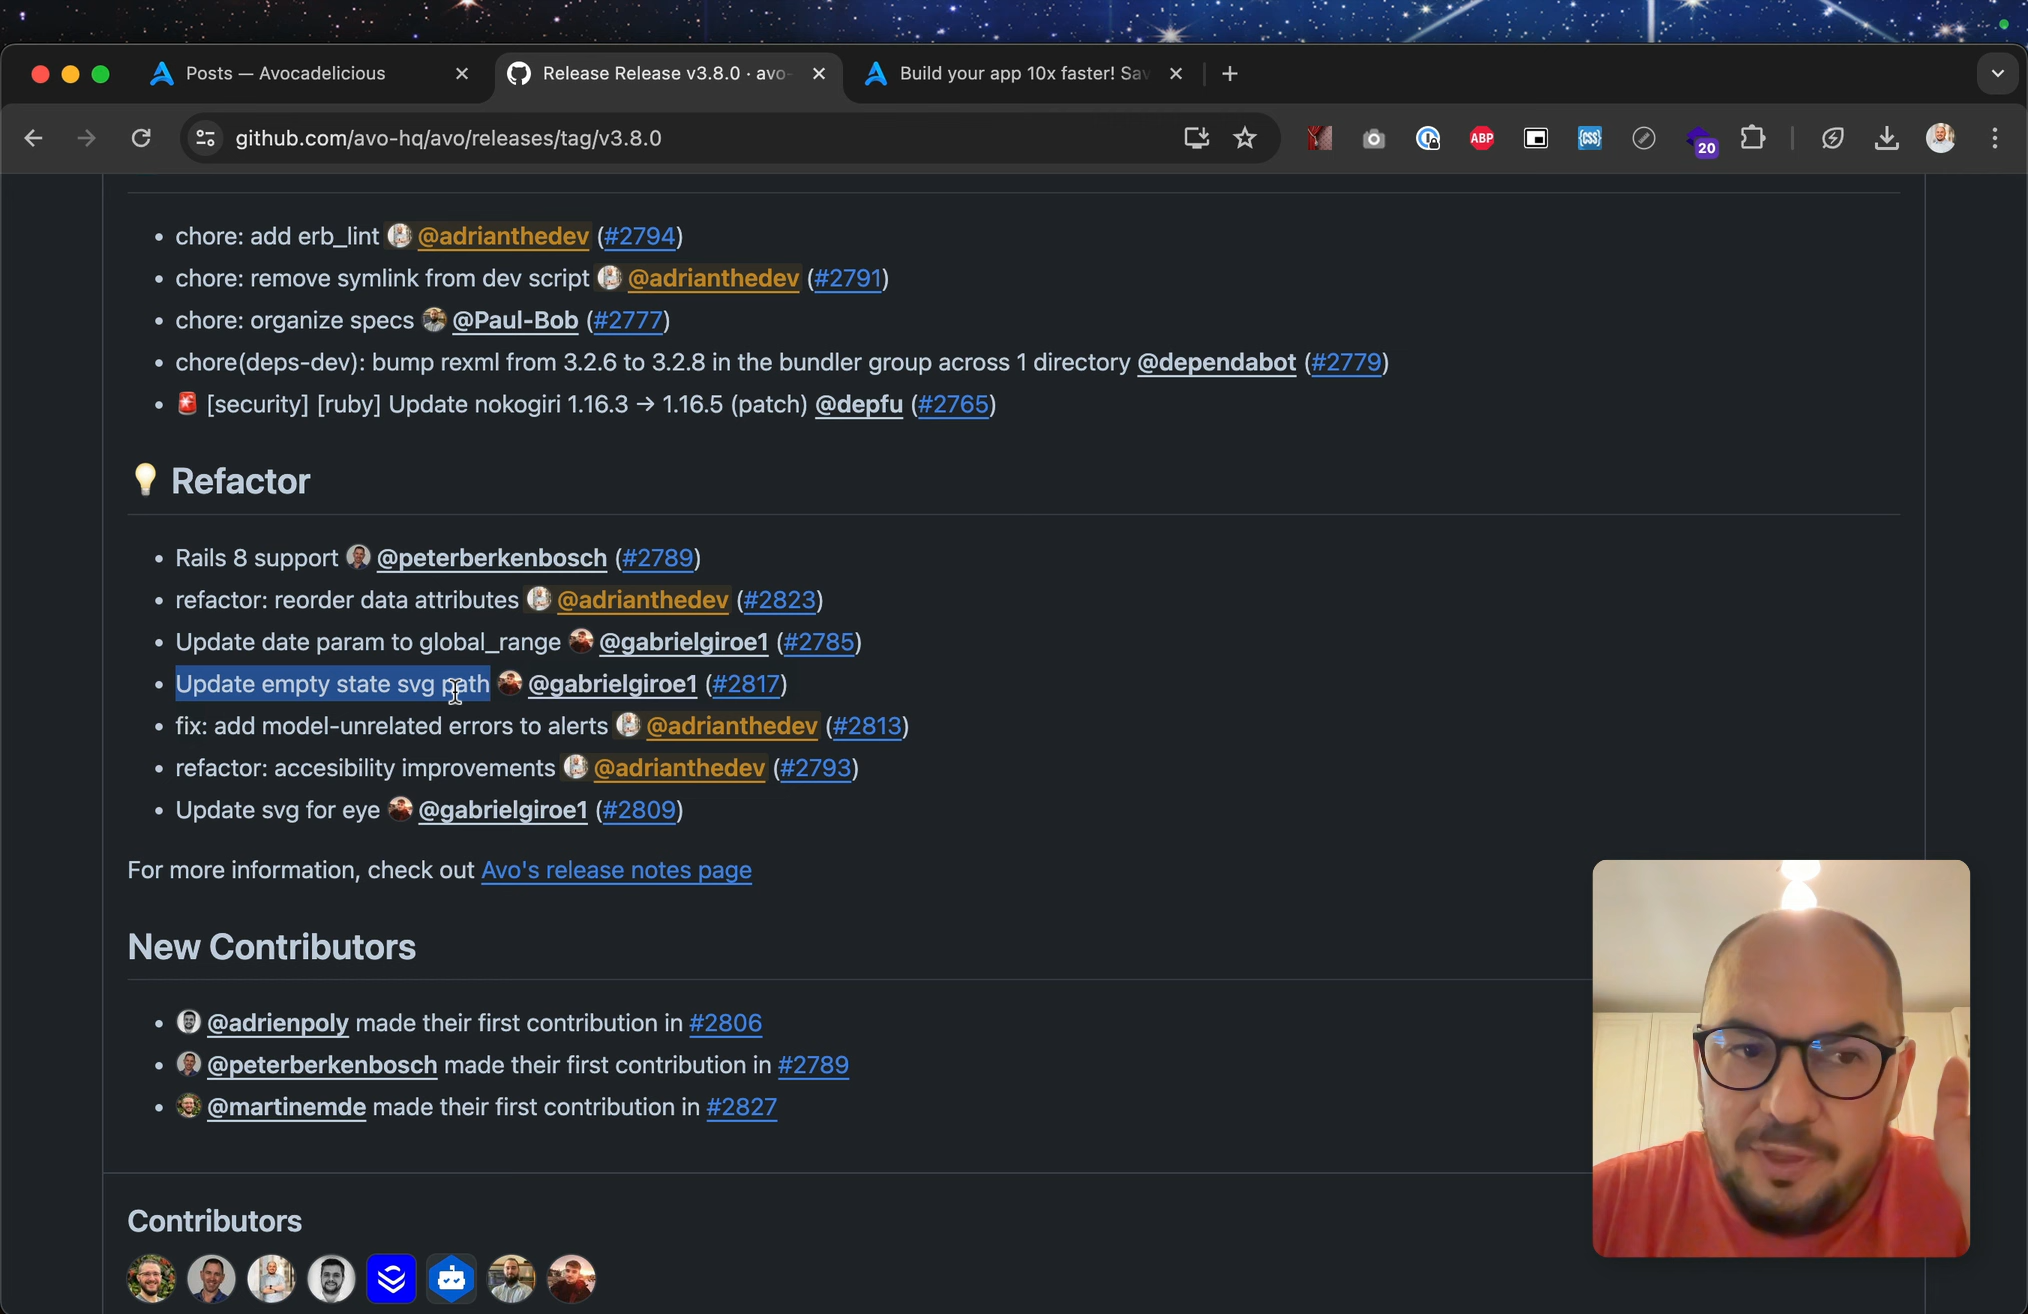 Posts — Avocadelicious
Release Release v3.8.0 · avo-
Build your app 10x faster! Sav
github.com/avo-hq/avo/releases/tag/v3.8.0
ABP
{css}
20
chore: add erb_lint @adrianthedev (#2794)
chore: remove symlink from dev script @adrianthedev (#2791)
chore: organize specs @Paul-Bob (#2777)
chore(deps-dev): bump rexml from 3.2.6 to 3.2.8 in the bundler group across 1 directory @dependabot (#2779)
🚨 [security] [ruby] Update nokogiri 1.16.3 → 1.16.5 (patch) @depfu (#2765)
💡 Refactor
Rails 8 support @peterberkenbosch (#2789)
refactor: reorder data attributes @adrianthedev (#2823)
Update date param to global_range @gabrielgiroe1 (#2785)
Update empty state svg path @gabrielgiroe1 (#2817)
fix: add model-unrelated errors to alerts @adrianthedev (#2813)
refactor: accesibility improvements @adrianthedev (#2793)
Update svg for eye @gabrielgiroe1 (#2809)
For more information, check out Avo's release notes page
New Contributors
@adrienpoly made their first contribution in #2806
@peterberkenbosch made their first contribution in #2789
@martinemde made their first contribution in #2827
Contributors